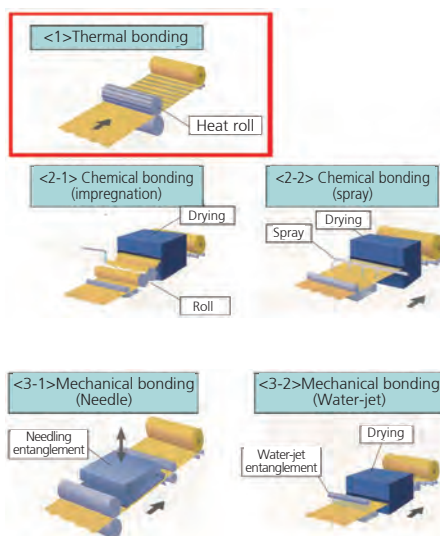 <1>Thermal bonding
Heat roll
<2-1> Chemical bonding
(impregnation)
Drying
Roll
<2-2> Chemical bonding
(spray)
Drying
Spray
<3-1>Mechanical bonding
(Needle)
Needling
entanglement
<3-2>Mechanical bonding
(Water-jet)
Drying
Water-jet
entanglement